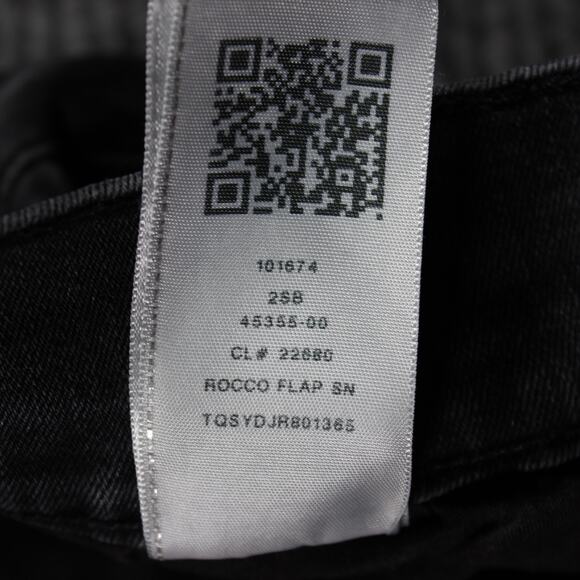 101674
2SB
45355-00
CL# 22680
ROCCO FLAP SN
TQSYDJR801365